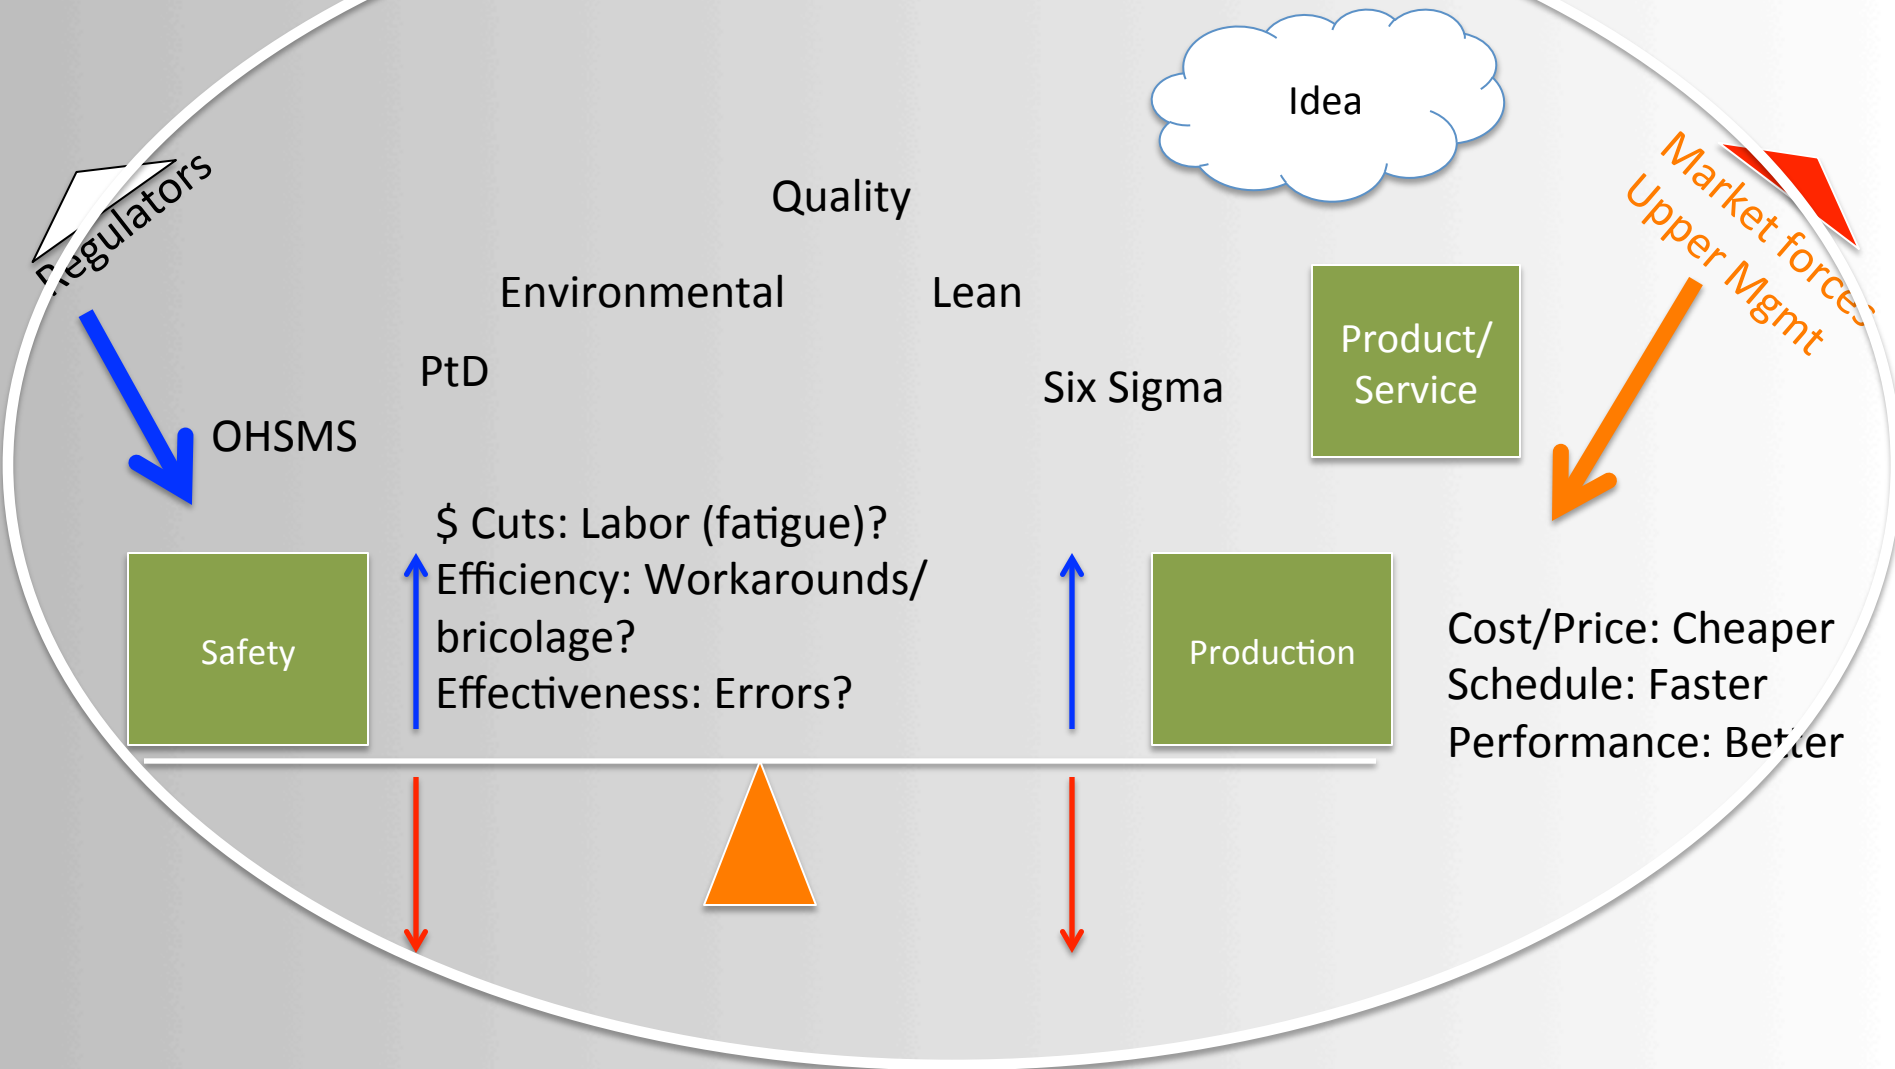 Idea
Regulators
Market forces
Upper Mgmt
Quality
Environmental
Lean
Product/
Service
PtD
Six Sigma
OHSMS
$ Cuts: Labor (fatigue)?
Efficiency: Workarounds/
bricolage?
Effectiveness: Errors?
Safety
Production
Cost/Price: Cheaper
Schedule: Faster
Performance: Better